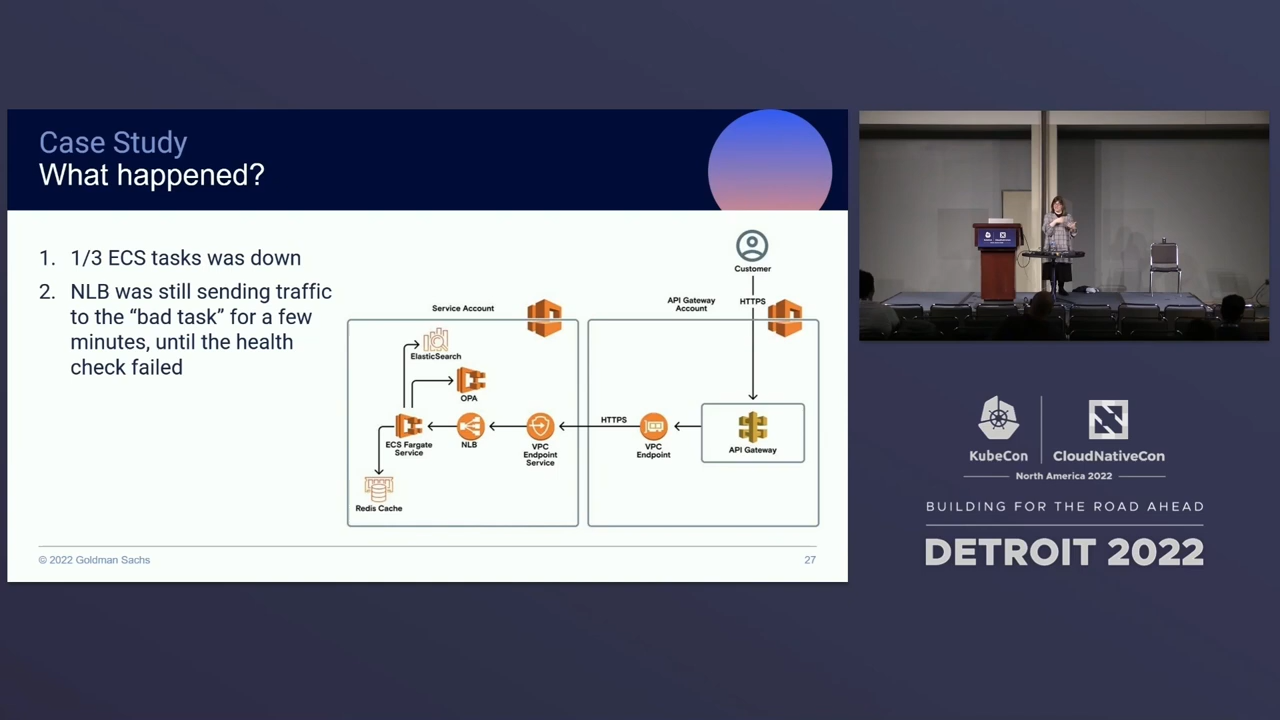 Case Study
What happened?
1. 1/3 ECS tasks was down
2. NLB was still sending traffic
to the “bad task” for a few
minutes, until the health
check failed
Customer
HTTPS
Service Account
API Gateway
Account
ElasticSearch
OPA
ECS Fargate
Service
NLB
VPC
Endpoint
Service
HTTPS
VPC
Endpoint
API Gateway
Redis Cache
© 2022 Goldman Sachs
27
KubeCon
CloudNativeCon
North America 2022
BUILDING FOR THE ROAD AHEAD
DETROIT 2022